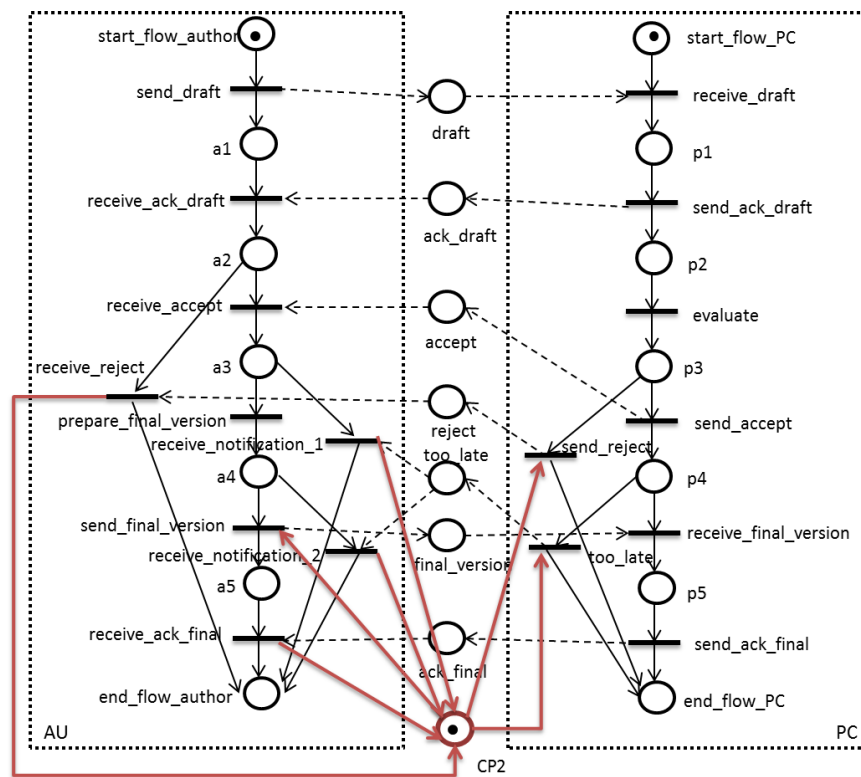 start_flow_author
start_flow_PC
send_draft
receive_draft
draft
a1
p1
receive_ack_draft
send_ack_draft
ack_draft
a2
p2
receive_accept
evaluate
accept
a3
p3
receive_reject
prepare_final_version
reject
send_accept
receive_notification_1
too_late
send_reject
a4
p4
send_final_version
receive_final_version
receive_notification_2
final_version
too_late
a5
p5
receive_ack_final
send_ack_final
ack_final
end_flow_author
end_flow_PC
AU
PC
CP2